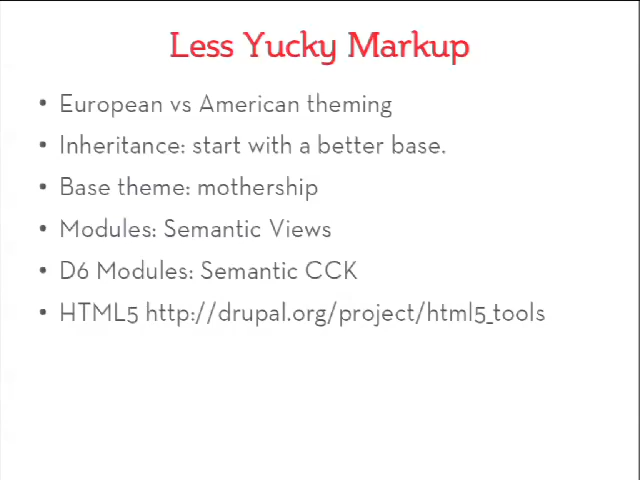 Less Yucky Markup
• European vs American theming
• Inheritance: start with a better base.
• Base theme: mothership
• Modules: Semantic Views
• D6 Modules: Semantic CCK
• HTML5 http://drupal.org/project/html5_tools